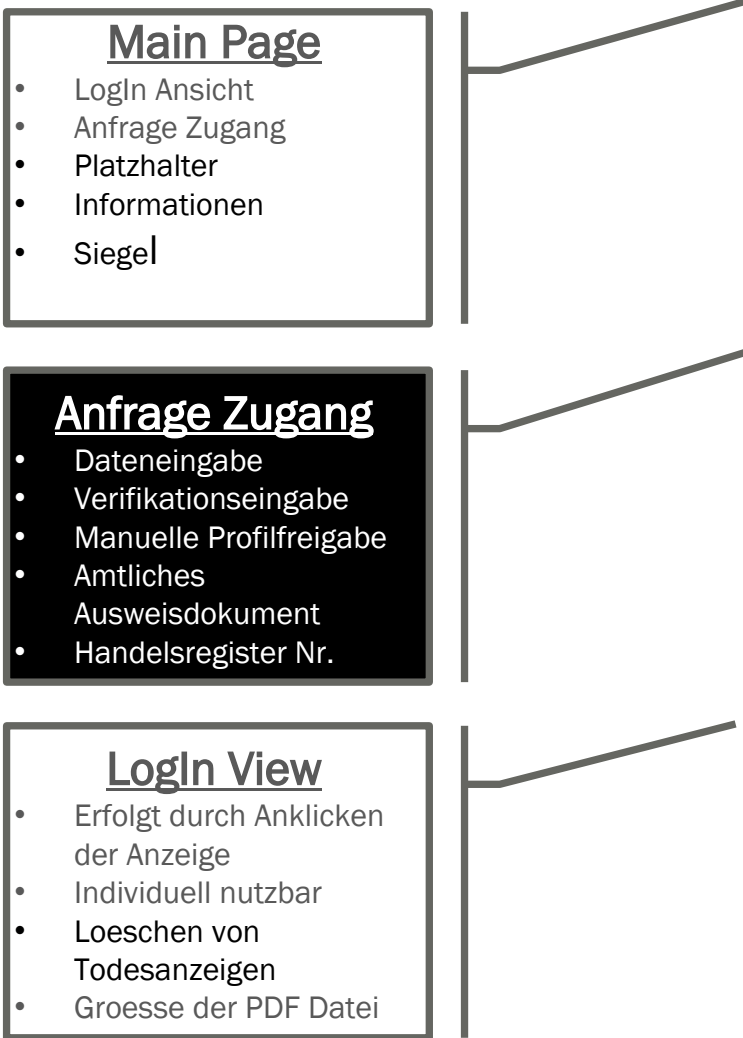 Main Page
• LogIn Ansicht
• Anfrage Zugang
• Platzhalter
• Informationen
• Siegel
Anfrage Zugang
• Dateneingabe
• Verifikationseingabe
• Manuelle Profilfreigabe
• Amtliches
Ausweisdokument
• Handelsregister Nr.
LogIn View
• Erfolgt durch Anklicken
der Anzeige
• Individuell nutzbar
• Loeschen von
Todesanzeigen
• Groesse der PDF Datei